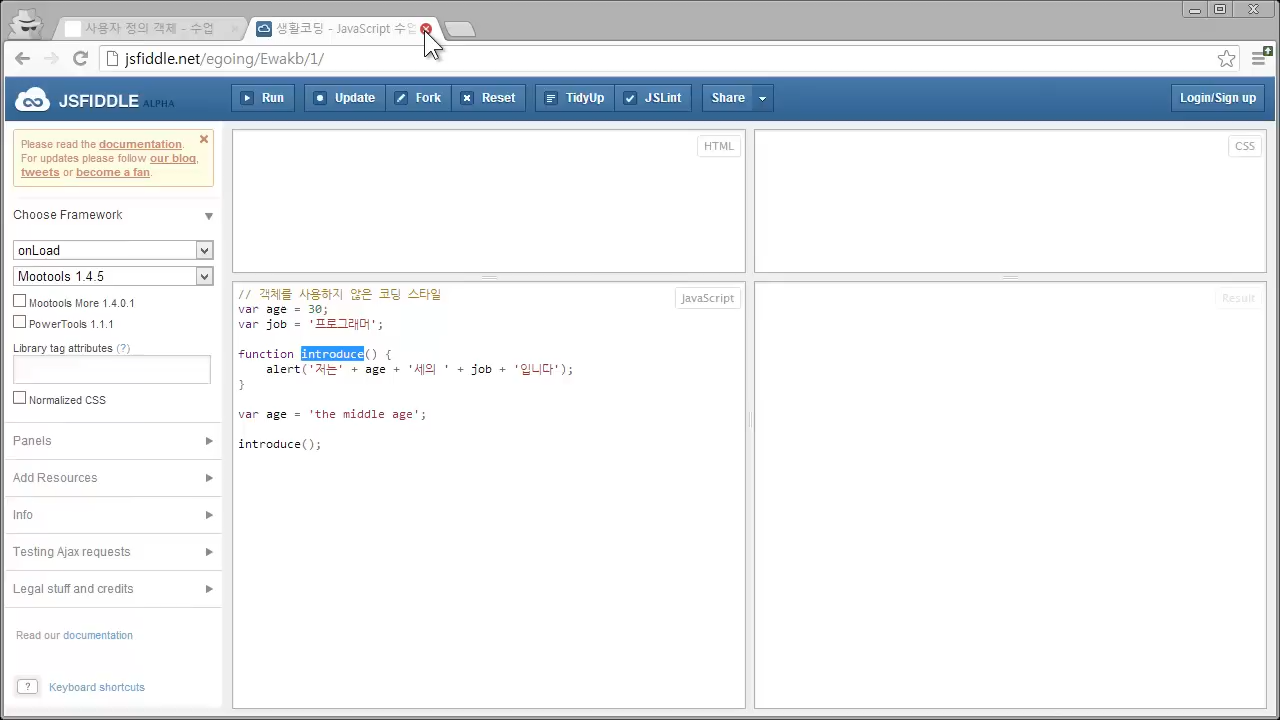 사용자 정의 객체 - 수업
생활코딩 - JavaScript 수업
jsfiddle.net/egoing/Ewakb/1/
JSFIDDLE ALPHA
Run
Update
Fork
Reset
TidyUp
JSLint
Share
Login/Sign up
Please read the documentation.
For updates please follow our blog,
tweets or become a fan.
Choose Framework
onLoad
Mootools 1.4.5
Mootools More 1.4.0.1
PowerTools 1.1.1
Library tag attributes (?)
Normalized CSS
Panels
Add Resources
Info
Testing Ajax requests
Legal stuff and credits
Read our documentation
? Keyboard shortcuts
HTML
CSS
JavaScript
Result
// 객체를 사용하지 않은 코딩 스타일
var age = 30;
var job = '프로그래머';
function introduce() {
alert('저는' + age + '세의 ' + job + '입니다');
}
var age = 'the middle age';
introduce();